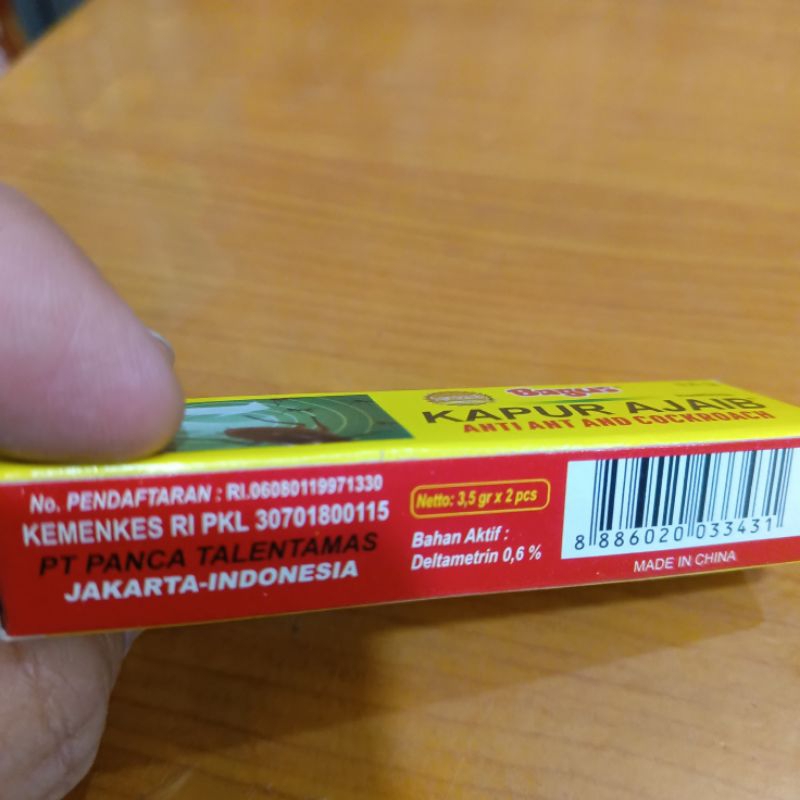 Bagus
KAPUR AJAIB
ANTI ANT AND COCKROACH
No. PENDAFTARAN : RI.06080119971330
KEMENKES RI PKL 30701800115
PT PANCA TALENTAMAS
JAKARTA-INDONESIA
Netto: 3,5 gr x 2 pcs
Bahan Aktif :
Deltametrin 0,6 %
8 886020 033431
MADE IN CHINA